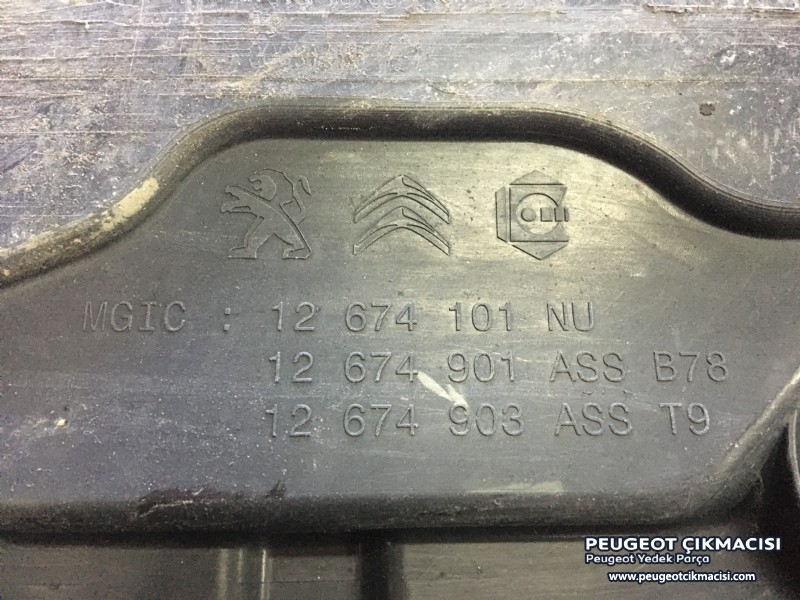 MGIC : 12 674 101 NU
12 674 901 ASS B78
12 674 903 ASS T9
PEUGEOT ÇIKMACISI
Peugeot Yedek Parça
www.peugeotcikmacisi.com